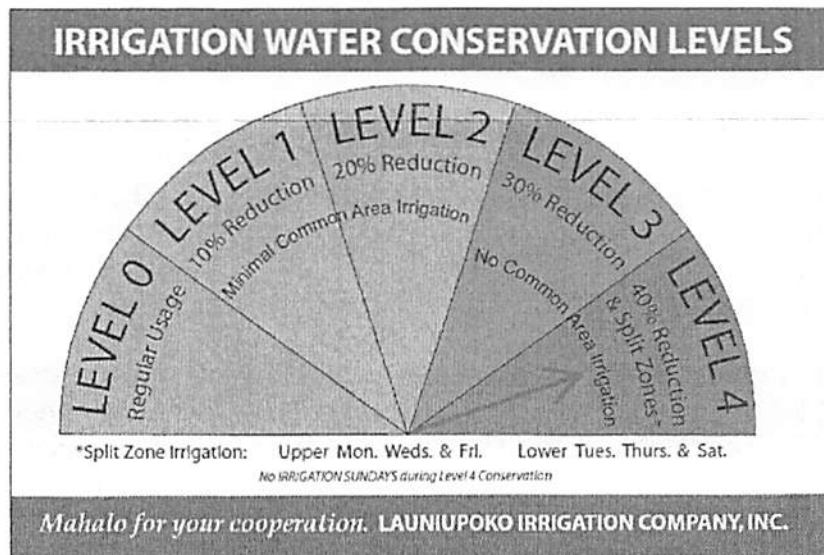 IRRIGATION WATER CONSERVATION LEVELS
LEVEL 0
Regular Usage
LEVEL 1
10% Reduction
LEVEL 2
20% Reduction
Minimal Common Area Irrigation
LEVEL 3
30% Reduction
No Common Area Irrigation
LEVEL 4
40% Reduction
& Split Zones*
*Split Zone Irrigation: Upper Mon. Weds. & Fri. Lower Tues. Thurs. & Sat.
No IRRIGATION SUNDAYS during Level 4 Conservation
Mahalo for your cooperation. LAUNIUPOKO IRRIGATION COMPANY, INC.